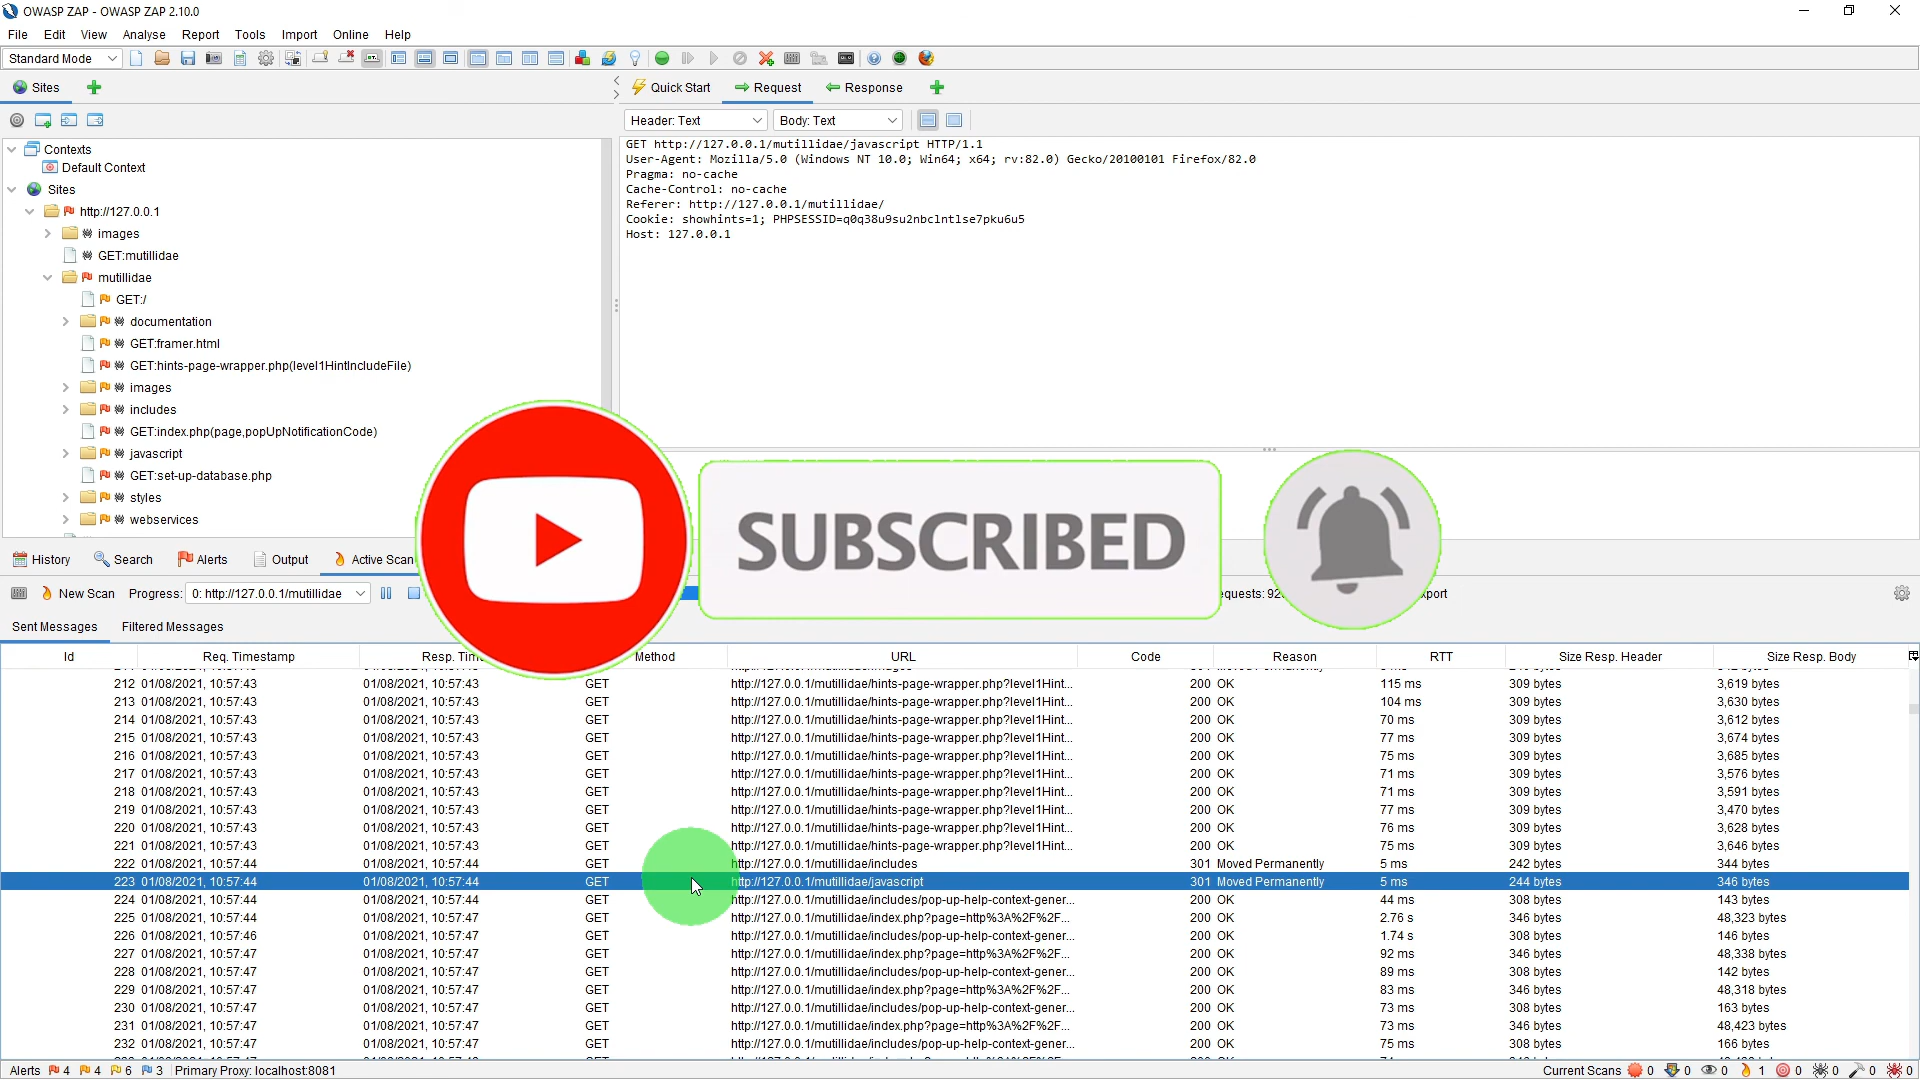 OWASP ZAP - OWASP ZAP 2.10.0
File Edit View Analyse Report Tools Import Online Help
Standard Mode
Sites
Quick Start Request Response
Header: Text Body: Text
Contexts
Default Context
Sites
http://127.0.0.1
images
GET:mutillidae
mutillidae
GET:/
documentation
GET:framer.html
GET:hints-page-wrapper.php(level1HintIncludeFile)
images
includes
GET:index.php(page,popUpNotificationCode)
javascript
GET:set-up-database.php
styles
webservices
GET http://127.0.0.1/mutillidae/javascript HTTP/1.1
User-Agent: Mozilla/5.0 (Windows NT 10.0; Win64; x64; rv:82.0) Gecko/20100101 Firefox/82.0
Pragma: no-cache
Cache-Control: no-cache
Referer: http://127.0.0.1/mutillidae/
Cookie: showhints=1; PHPSESSID=q0q38u9su2nbclntlse7pku6u5
Host: 127.0.0.1
SUBSCRIBED
History Search Alerts Output Active Scan
New Scan Progress: 0: http://127.0.0.1/mutillidae
Sent Messages Filtered Messages
Id Req. Timestamp Method URL Code Reason RTT Size Resp. Header Size Resp. Body
212 01/08/2021, 10:57:43 01/08/2021, 10:57:43 GET http://127.0.0.1/mutillidae/hints-page-wrapper.php?level1Hint... 200 OK 115 ms 309 bytes 3,619 bytes
213 01/08/2021, 10:57:43 01/08/2021, 10:57:43 GET http://127.0.0.1/mutillidae/hints-page-wrapper.php?level1Hint... 200 OK 104 ms 309 bytes 3,630 bytes
214 01/08/2021, 10:57:43 01/08/2021, 10:57:43 GET http://127.0.0.1/mutillidae/hints-page-wrapper.php?level1Hint... 200 OK 70 ms 309 bytes 3,612 bytes
215 01/08/2021, 10:57:43 01/08/2021, 10:57:43 GET http://127.0.0.1/mutillidae/hints-page-wrapper.php?level1Hint... 200 OK 77 ms 309 bytes 3,674 bytes
216 01/08/2021, 10:57:43 01/08/2021, 10:57:43 GET http://127.0.0.1/mutillidae/hints-page-wrapper.php?level1Hint... 200 OK 75 ms 309 bytes 3,685 bytes
217 01/08/2021, 10:57:43 01/08/2021, 10:57:43 GET http://127.0.0.1/mutillidae/hints-page-wrapper.php?level1Hint... 200 OK 71 ms 309 bytes 3,576 bytes
218 01/08/2021, 10:57:43 01/08/2021, 10:57:43 GET http://127.0.0.1/mutillidae/hints-page-wrapper.php?level1Hint... 200 OK 71 ms 309 bytes 3,591 bytes
219 01/08/2021, 10:57:43 01/08/2021, 10:57:43 GET http://127.0.0.1/mutillidae/hints-page-wrapper.php?level1Hint... 200 OK 77 ms 309 bytes 3,470 bytes
220 01/08/2021, 10:57:43 01/08/2021, 10:57:43 GET http://127.0.0.1/mutillidae/hints-page-wrapper.php?level1Hint... 200 OK 76 ms 309 bytes 3,628 bytes
221 01/08/2021, 10:57:43 01/08/2021, 10:57:43 GET http://127.0.0.1/mutillidae/hints-page-wrapper.php?level1Hint... 200 OK 75 ms 309 bytes 3,646 bytes
222 01/08/2021, 10:57:44 01/08/2021, 10:57:44 GET http://127.0.0.1/mutillidae/includes 301 Moved Permanently 5 ms 242 bytes 344 bytes
223 01/08/2021, 10:57:44 01/08/2021, 10:57:44 GET http://127.0.0.1/mutillidae/javascript 301 Moved Permanently 5 ms 244 bytes 346 bytes
224 01/08/2021, 10:57:44 01/08/2021, 10:57:44 GET http://127.0.0.1/mutillidae/includes/pop-up-help-context-gener... 200 OK 44 ms 308 bytes 143 bytes
225 01/08/2021, 10:57:44 01/08/2021, 10:57:47 GET http://127.0.0.1/mutillidae/index.php?page=http%3A%2F%2F... 200 OK 2.76 s 346 bytes 48,323 bytes
226 01/08/2021, 10:57:46 01/08/2021, 10:57:47 GET http://127.0.0.1/mutillidae/includes/pop-up-help-context-gener... 200 OK 1.74 s 308 bytes 146 bytes
227 01/08/2021, 10:57:47 01/08/2021, 10:57:47 GET http://127.0.0.1/mutillidae/index.php?page=http%3A%2F%2F... 200 OK 92 ms 346 bytes 48,338 bytes
228 01/08/2021, 10:57:47 01/08/2021, 10:57:47 GET http://127.0.0.1/mutillidae/includes/pop-up-help-context-gener... 200 OK 89 ms 308 bytes 142 bytes
229 01/08/2021, 10:57:47 01/08/2021, 10:57:47 GET http://127.0.0.1/mutillidae/index.php?page=http%3A%2F%2F... 200 OK 83 ms 346 bytes 48,318 bytes
230 01/08/2021, 10:57:47 01/08/2021, 10:57:47 GET http://127.0.0.1/mutillidae/includes/pop-up-help-context-gener... 200 OK 73 ms 308 bytes 163 bytes
231 01/08/2021, 10:57:47 01/08/2021, 10:57:47 GET http://127.0.0.1/mutillidae/index.php?page=http%3A%2F%2F... 200 OK 73 ms 346 bytes 48,423 bytes
232 01/08/2021, 10:57:47 01/08/2021, 10:57:47 GET http://127.0.0.1/mutillidae/includes/pop-up-help-context-gener... 200 OK 75 ms 308 bytes 166 bytes
Alerts 4 4 6 3 Primary Proxy: localhost:8081 Current Scans 0 0 0 1 0 0 0 0